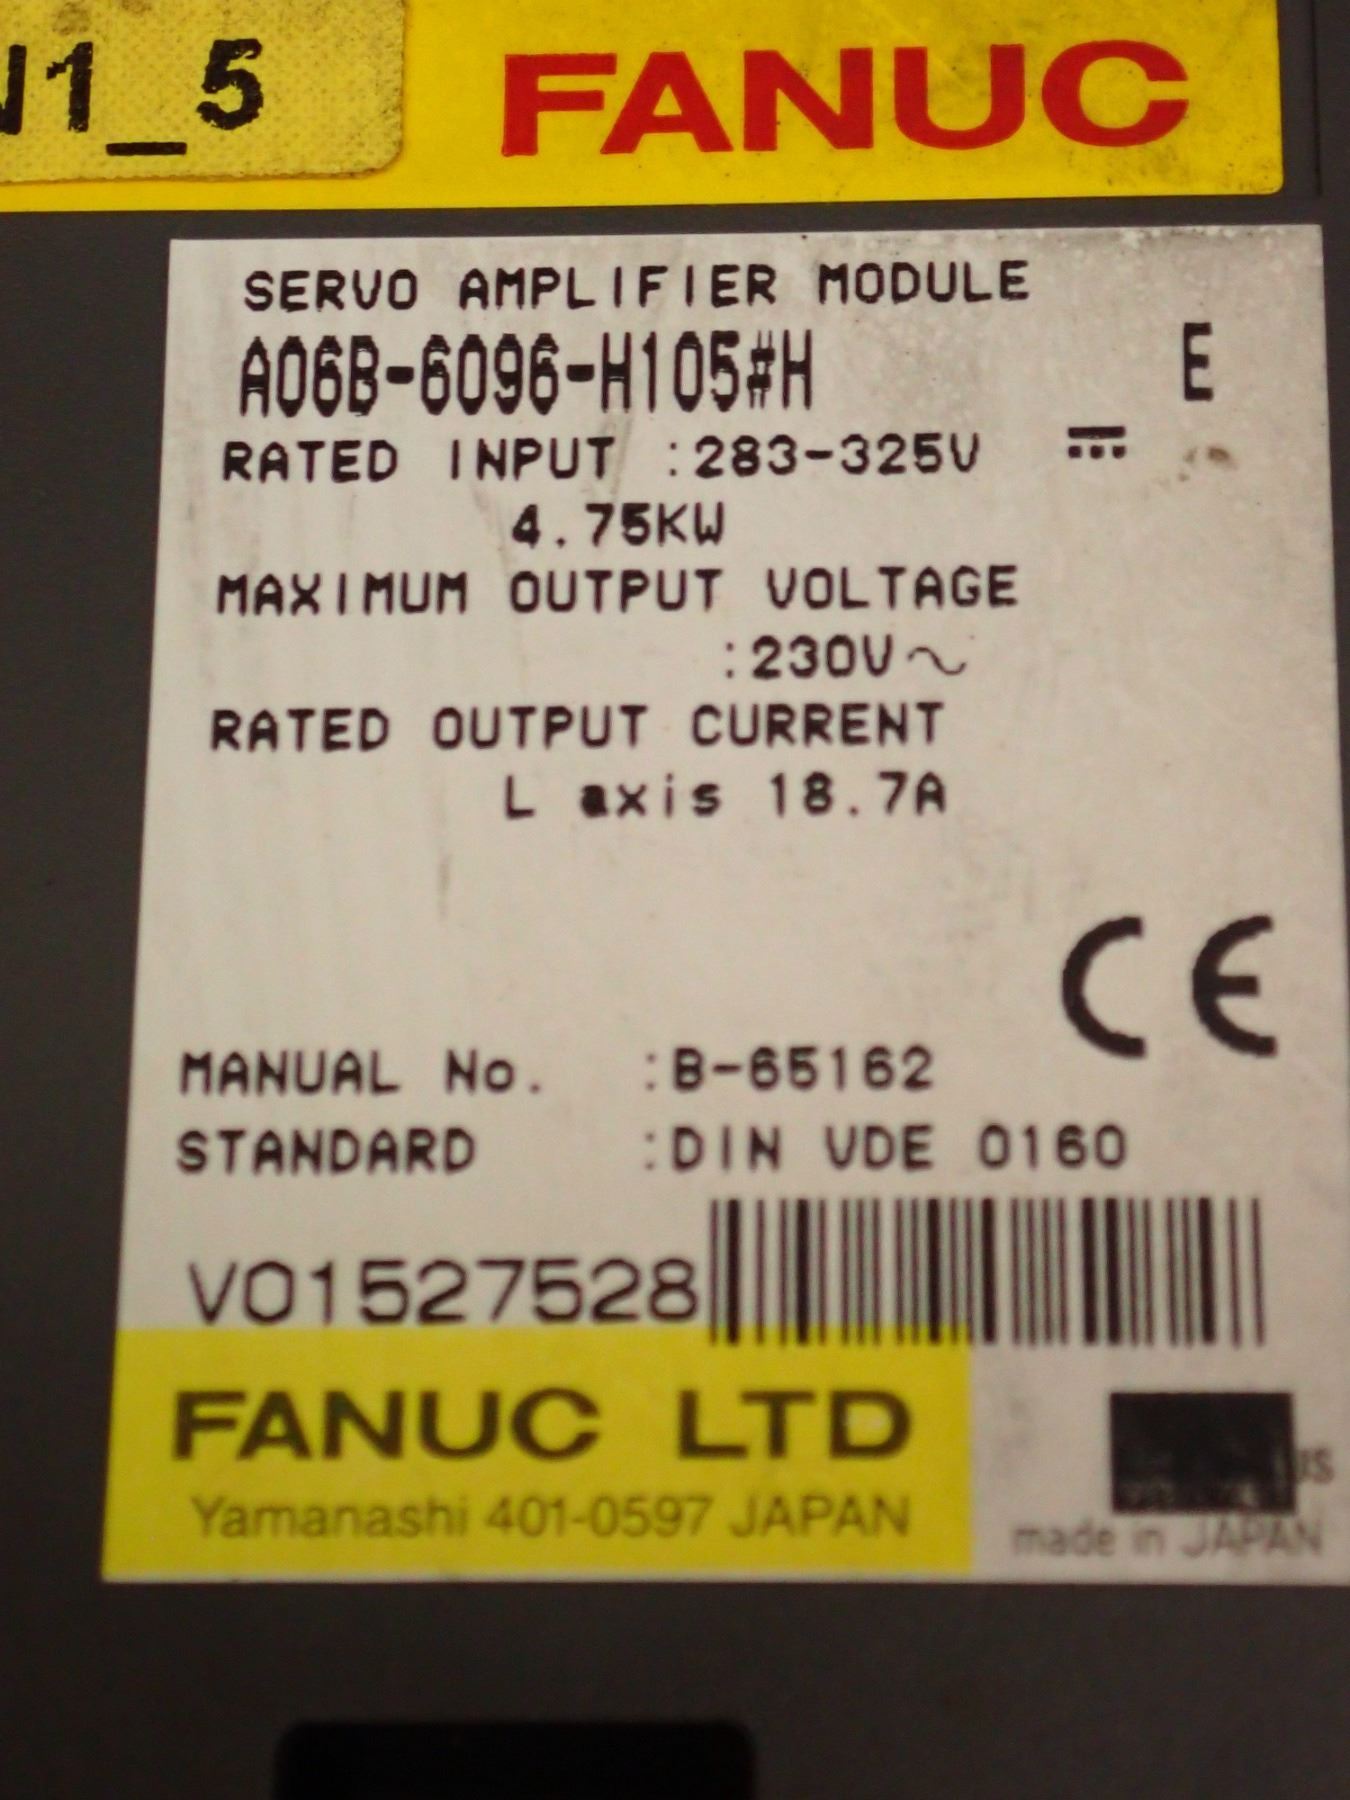 1_5
FANUC
SERVO AMPLIFIER MODULE
A06B-6096-H105#H E
RATED INPUT :283-325V ⎓
4.75KW
MAXIMUM OUTPUT VOLTAGE
:230V~
RATED OUTPUT CURRENT
L axis 18.7A
CE
MANUAL No. :B-65162
STANDARD :DIN VDE 0160
V01527528
FANUC LTD
Yamanashi 401-0597 JAPAN
made in JAPAN